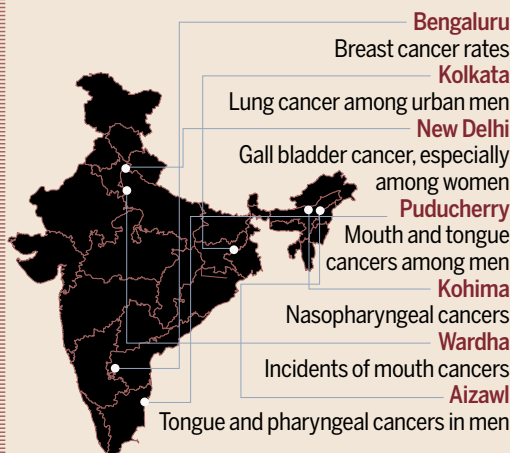 Bengaluru
Breast cancer rates
Kolkata
Lung cancer among urban men
New Delhi
Gall bladder cancer, especially
among women
Puducherry
Mouth and tongue
cancers among men
Kohima
Nasopharyngeal cancers
Wardha
Incidents of mouth cancers
Aizawl
Tongue and pharyngeal cancers in men